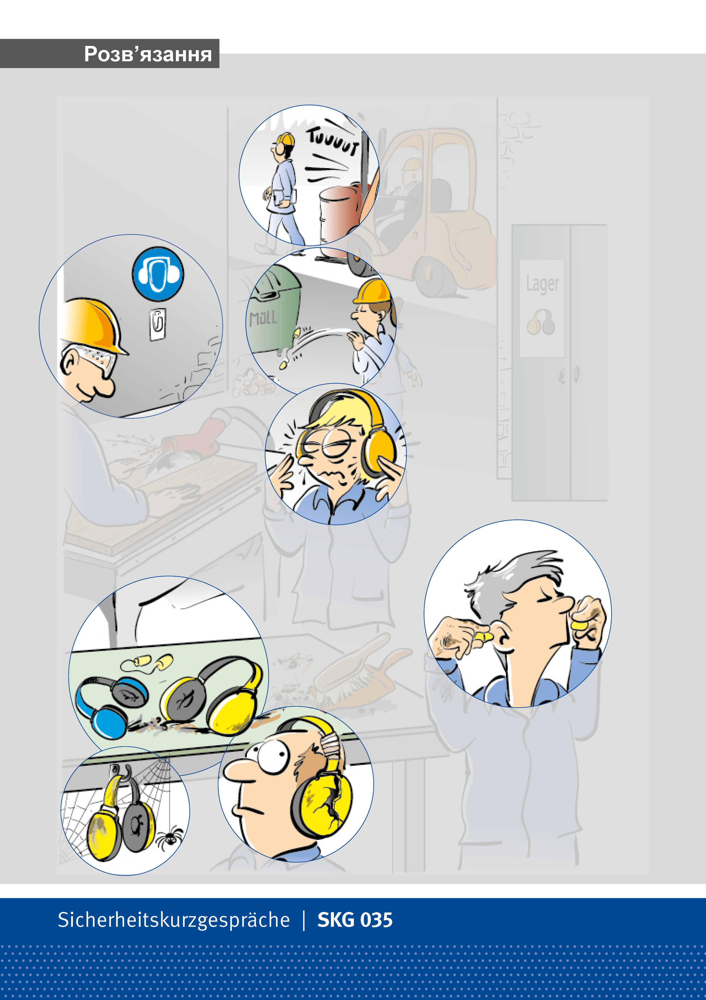 Розв’язання
TUUUUT
Lager
Müll
Sicherheitskurzgespräche | SKG 035